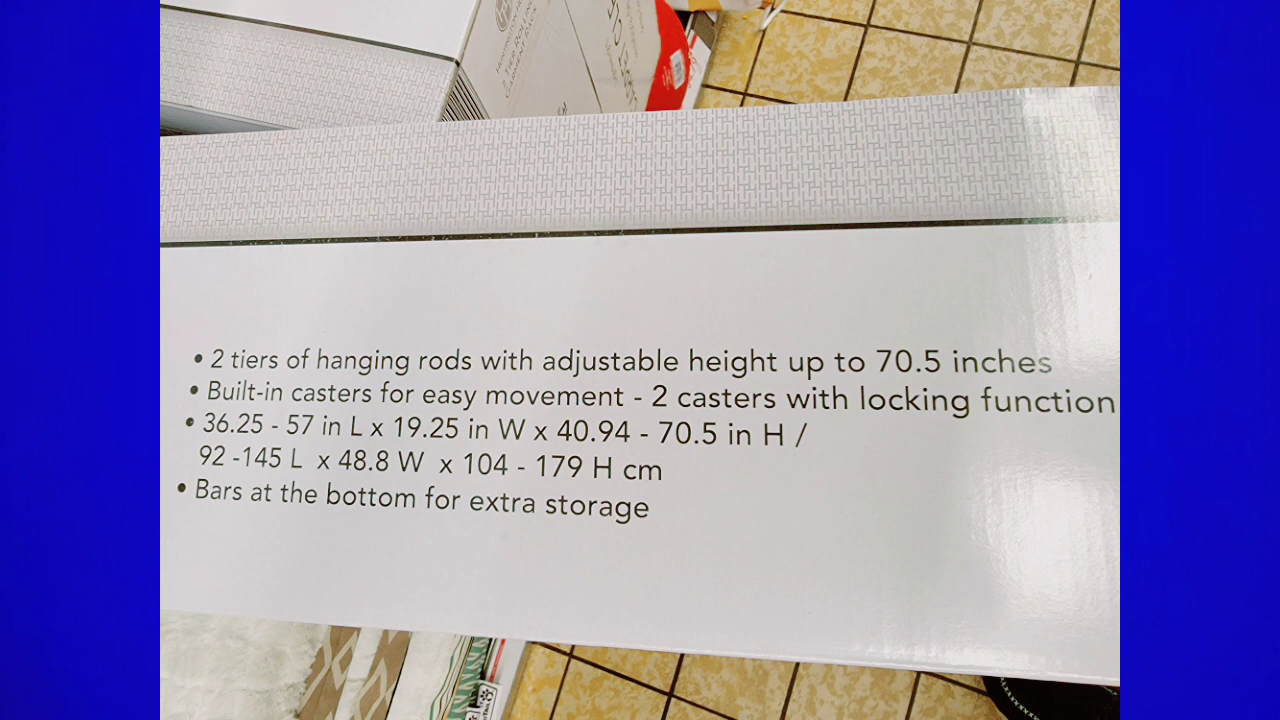 • 2 tiers of hanging rods with adjustable height up to 70.5 inches
• Built-in casters for easy movement - 2 casters with locking function
• 36.25 - 57 in L x 19.25 in W x 40.94 - 70.5 in H /
92 -145 L x 48.8 W x 104 - 179 H cm
• Bars at the bottom for extra storage